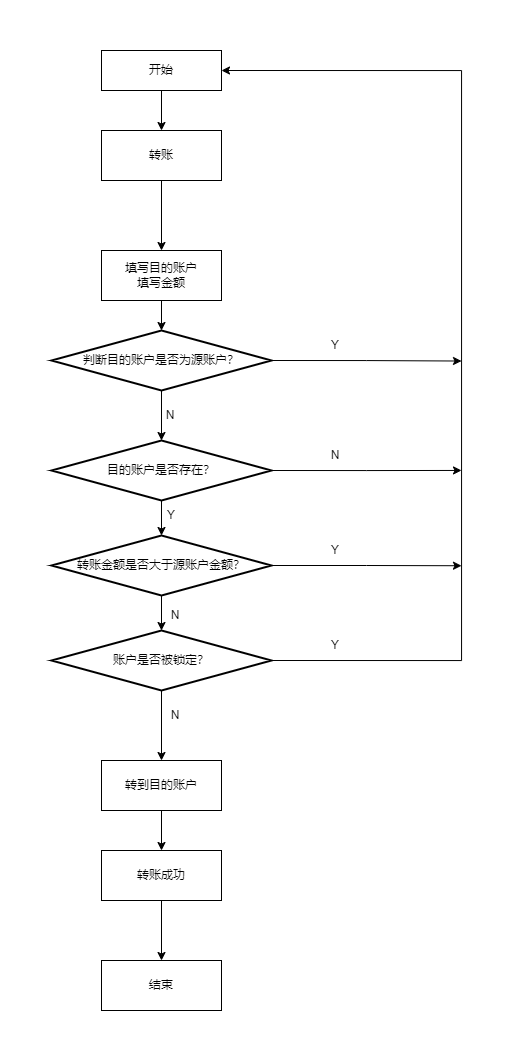 开始
转账
填写目的账户
填写金额
判断目的账户是否为源账户?
Y
N
目的账户是否存在?
N
Y
转账金额是否大于源账户金额?
Y
N
账户是否被锁定?
Y
N
转到目的账户
转账成功
结束